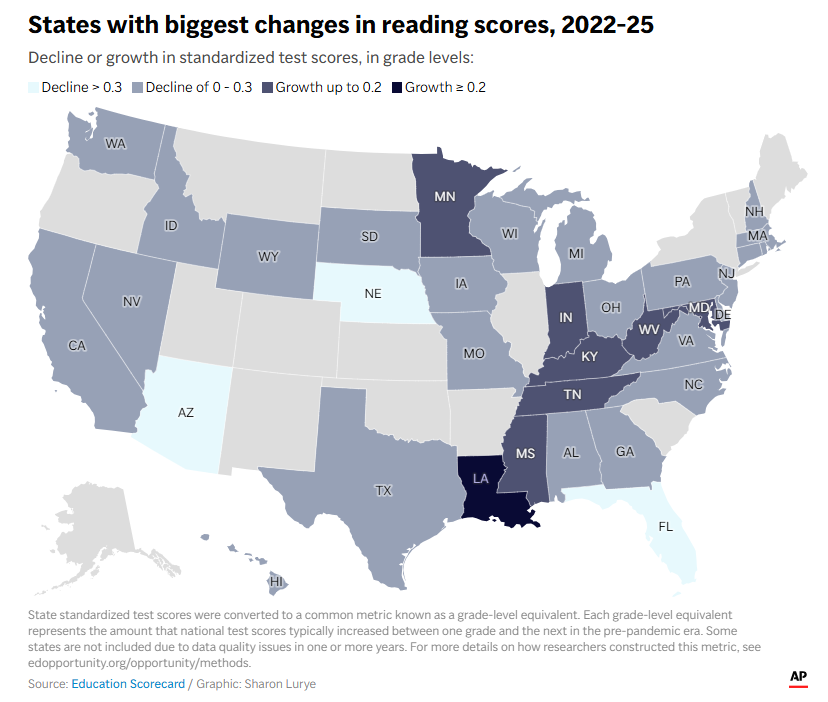 States with biggest changes in reading scores, 2022-25
Decline or growth in standardized test scores, in grade levels:
Decline > 0.3 Decline of 0 - 0.3 Growth up to 0.2 Growth ≥ 0.2
WA
MN
ID
NH
SD
WI
MA
WY
MI
NJ
PA
IA
NE
NV
OH
MD
DE
IN
WV
CA
VA
MO
KY
NC
TN
AZ
MS
AL
GA
LA
TX
FL
HI
State standardized test scores were converted to a common metric known as a grade-level equivalent. Each grade-level equivalent
represents the amount that national test scores typically increased between one grade and the next in the pre-pandemic era. Some
states are not included due to data quality issues in one or more years. For more details on how researchers constructed this metric, see
edopportunity.org/opportunity/methods.
Source: Education Scorecard / Graphic: Sharon Lurye
AP